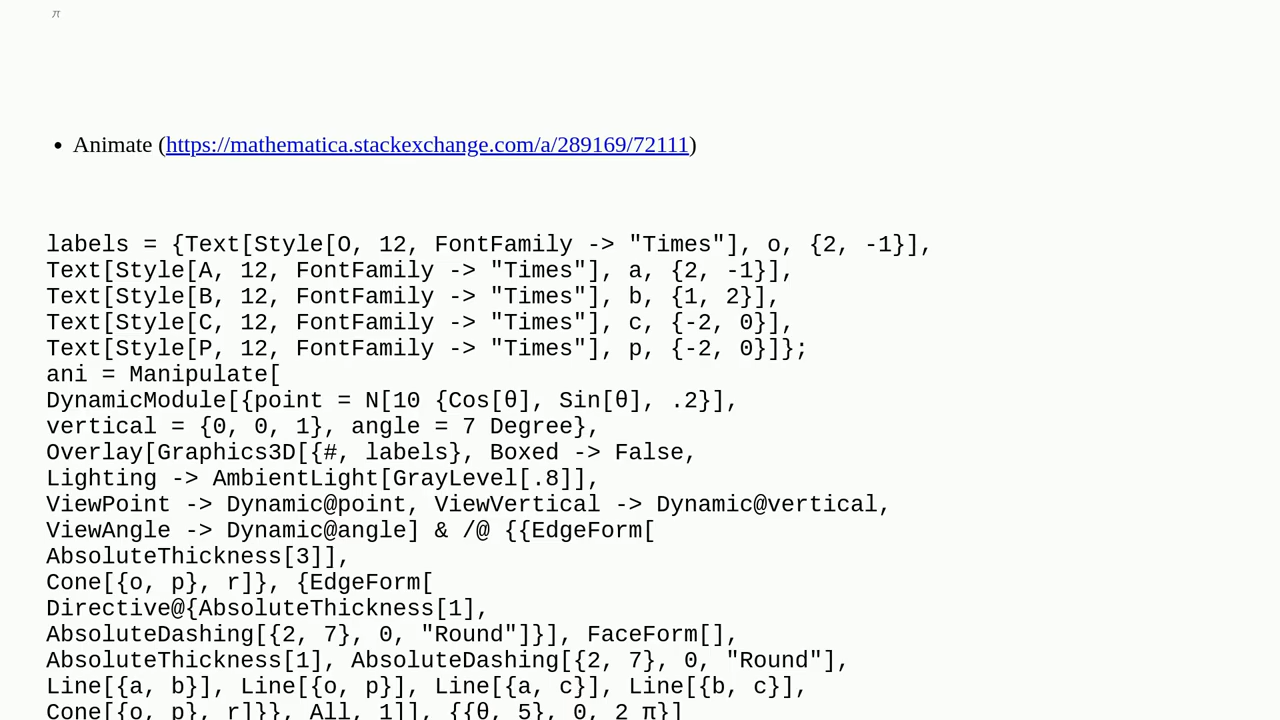 π
• Animate (https://mathematica.stackexchange.com/a/289169/72111)
labels = {Text[Style[O, 12, FontFamily -> "Times"], o, {2, -1}],
Text[Style[A, 12, FontFamily -> "Times"], a, {2, -1}],
Text[Style[B, 12, FontFamily -> "Times"], b, {1, 2}],
Text[Style[C, 12, FontFamily -> "Times"], c, {-2, 0}],
Text[Style[P, 12, FontFamily -> "Times"], p, {-2, 0}]};
ani = Manipulate[
DynamicModule[{point = N[10 {Cos[θ], Sin[θ], .2}],
vertical = {0, 0, 1}, angle = 7 Degree},
Overlay[Graphics3D[{#, labels}, Boxed -> False,
Lighting -> AmbientLight[GrayLevel[.8]],
ViewPoint -> Dynamic@point, ViewVertical -> Dynamic@vertical,
ViewAngle -> Dynamic@angle] & /@ {{EdgeForm[
AbsoluteThickness[3]],
Cone[{o, p}, r]}, {EdgeForm[
Directive@{AbsoluteThickness[1],
AbsoluteDashing[{2, 7}, 0, "Round"]}], FaceForm[],
AbsoluteThickness[1], AbsoluteDashing[{2, 7}, 0, "Round"],
Line[{a, b}], Line[{o, p}], Line[{a, c}], Line[{b, c}],
Cone[{o, p}, r]}}, All, 1]], {{θ, 5}, 0, 2 π}]